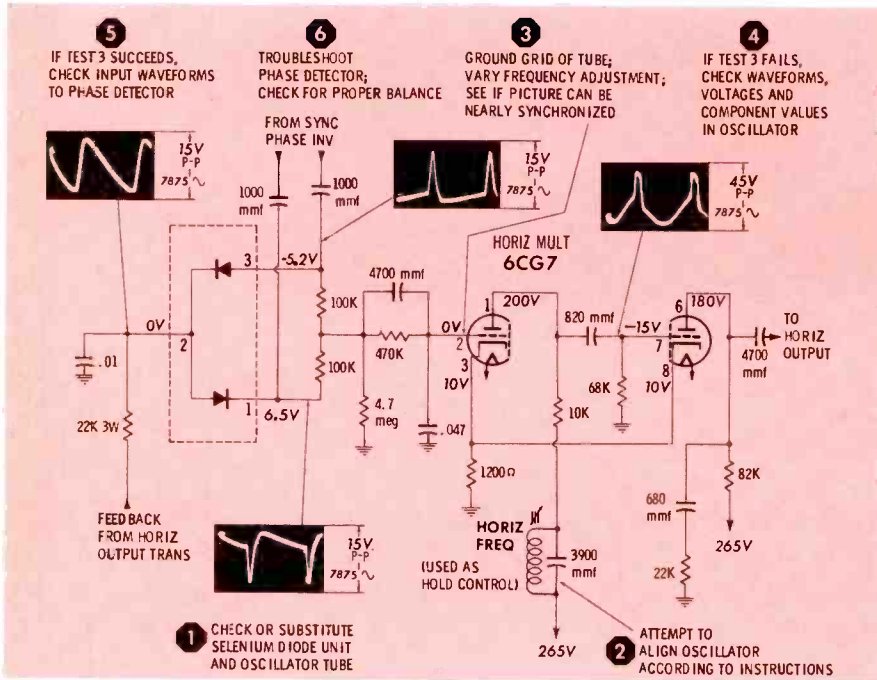 5
IF TEST 3 SUCCEEDS,
CHECK INPUT WAVEFORMS
TO PHASE DETECTOR
6
TROUBLESHOOT
PHASE DETECTOR;
CHECK FOR PROPER BALANCE
3
GROUND GRID OF TUBE;
VARY FREQUENCY ADJUSTMENT;
SEE IF PICTURE CAN BE
NEARLY SYNCHRONIZED
4
IF TEST 3 FAILS,
CHECK WAVEFORMS,
VOLTAGES AND
COMPONENT VALUES
IN OSCILLATOR
15V
P-P
7875∿
FROM SYNC
PHASE INV
1000
mmf
1000
mmf
15V
P-P
7875∿
45V
P-P
7875∿
HORIZ MULT
6CG7
3
-5.2V
4700 mmf
1
200V
820 mmf
-15V
6
180V
TO
HORIZ
OUTPUT
4700
mmf
0V
2
.01
100K
100K
470K
0V
2
3
10V
7
8
10V
68K
1
6.5V
4.7
meg
.047
10K
22K 3W
1200Ω
82K
680
mmf
265V
22K
FEEDBACK
FROM HORIZ
OUTPUT TRANS
15V
P-P
7875∿
HORIZ
FREQ
(USED AS
HOLD CONTROL)
3900
mmf
265V
1
CHECK OR SUBSTITUTE
SELENIUM DIODE UNIT
AND OSCILLATOR TUBE
2
ATTEMPT TO
ALIGN OSCILLATOR
ACCORDING TO INSTRUCTIONS